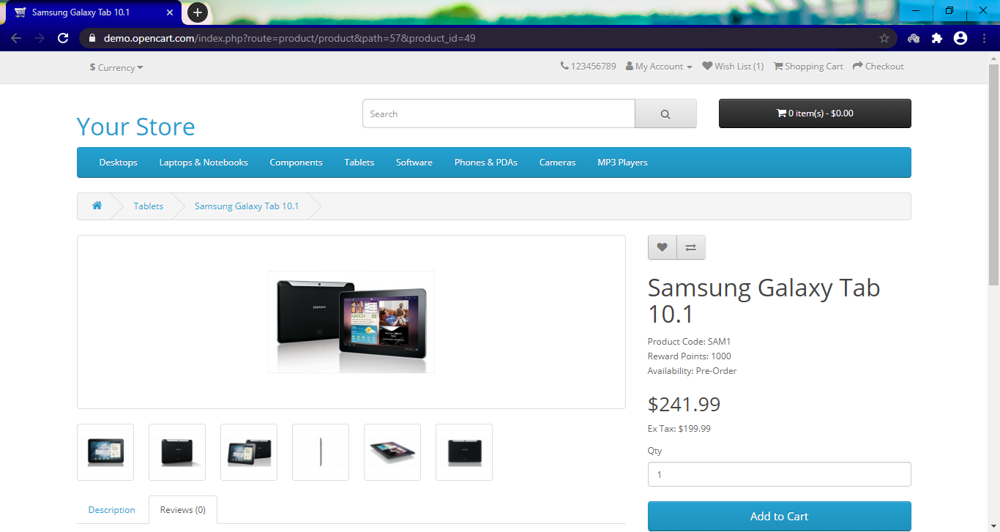 Samsung Galaxy Tab 10.1
demo.opencart.com/index.php?route=product/product&path=57&product_id=49
$ Currency
123456789 My Account Wish List (1) Shopping Cart Checkout
Your Store
Search
0 item(s) - $0.00
Desktops Laptops & Notebooks Components Tablets Software Phones & PDAs Cameras MP3 Players
Tablets Samsung Galaxy Tab 10.1
SAMSUNG
MARCH 22
Samsung Galaxy Tab
10.1
Product Code: SAM1
Reward Points: 1000
Availability: Pre-Order
$241.99
Ex Tax: $199.99
Qty
1
Add to Cart
Description Reviews (0)